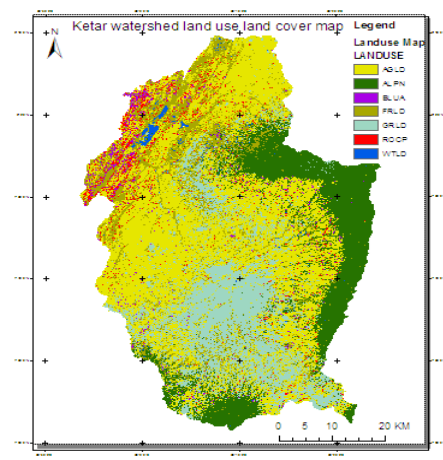 Ketar watershed land use land cover map
N
Legend
Landuse Map
LANDUSE
AGLD
ALPN
BLUA
FRLD
GRLD
ROCP
WTLD
0 5 10 20 KM